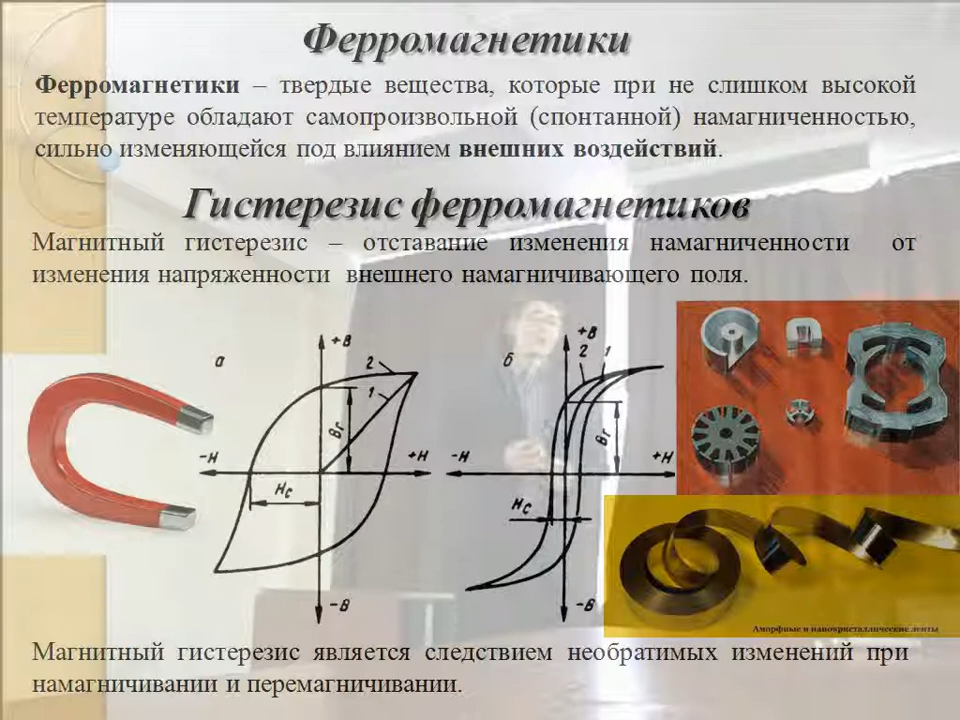 Ферромагнетики
Ферромагнетики – твердые вещества, которые при не слишком высокой
температуре обладают самопроизвольной (спонтанной) намагниченностью,
сильно изменяющейся под влиянием внешних воздействий.
Гистерезис ферромагнетиков
Магнитный гистерезис – отставание изменения намагниченности от
изменения напряженности внешнего намагничивающего поля.
а +B 2 1 Br -H +H Hc -B
б +B 2 1 Br -H +H Hc -B
Аморфные и нанокристаллические ленты
Магнитный гистерезис является следствием необратимых изменений при
намагничивании и перемагничивании.